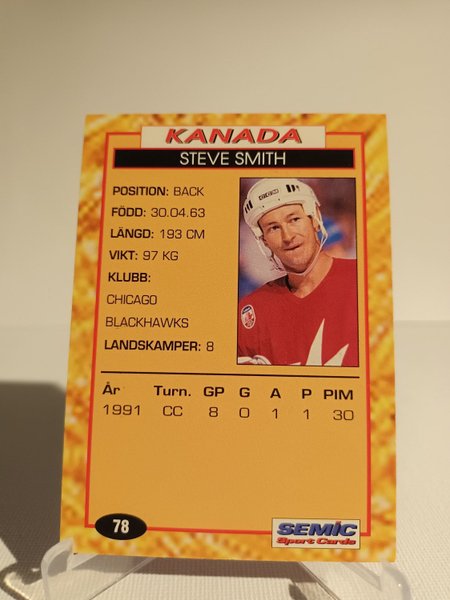 KANADA
STEVE SMITH
POSITION: BACK
FÖDD: 30.04.63
LÄNGD: 193 CM
VIKT: 97 KG
KLUBB:
CHICAGO
BLACKHAWKS
LANDSKAMPER: 8
År Turn. GP G A P PIM
1991 CC 8 0 1 1 30
78
SEMIC
Sport Cards